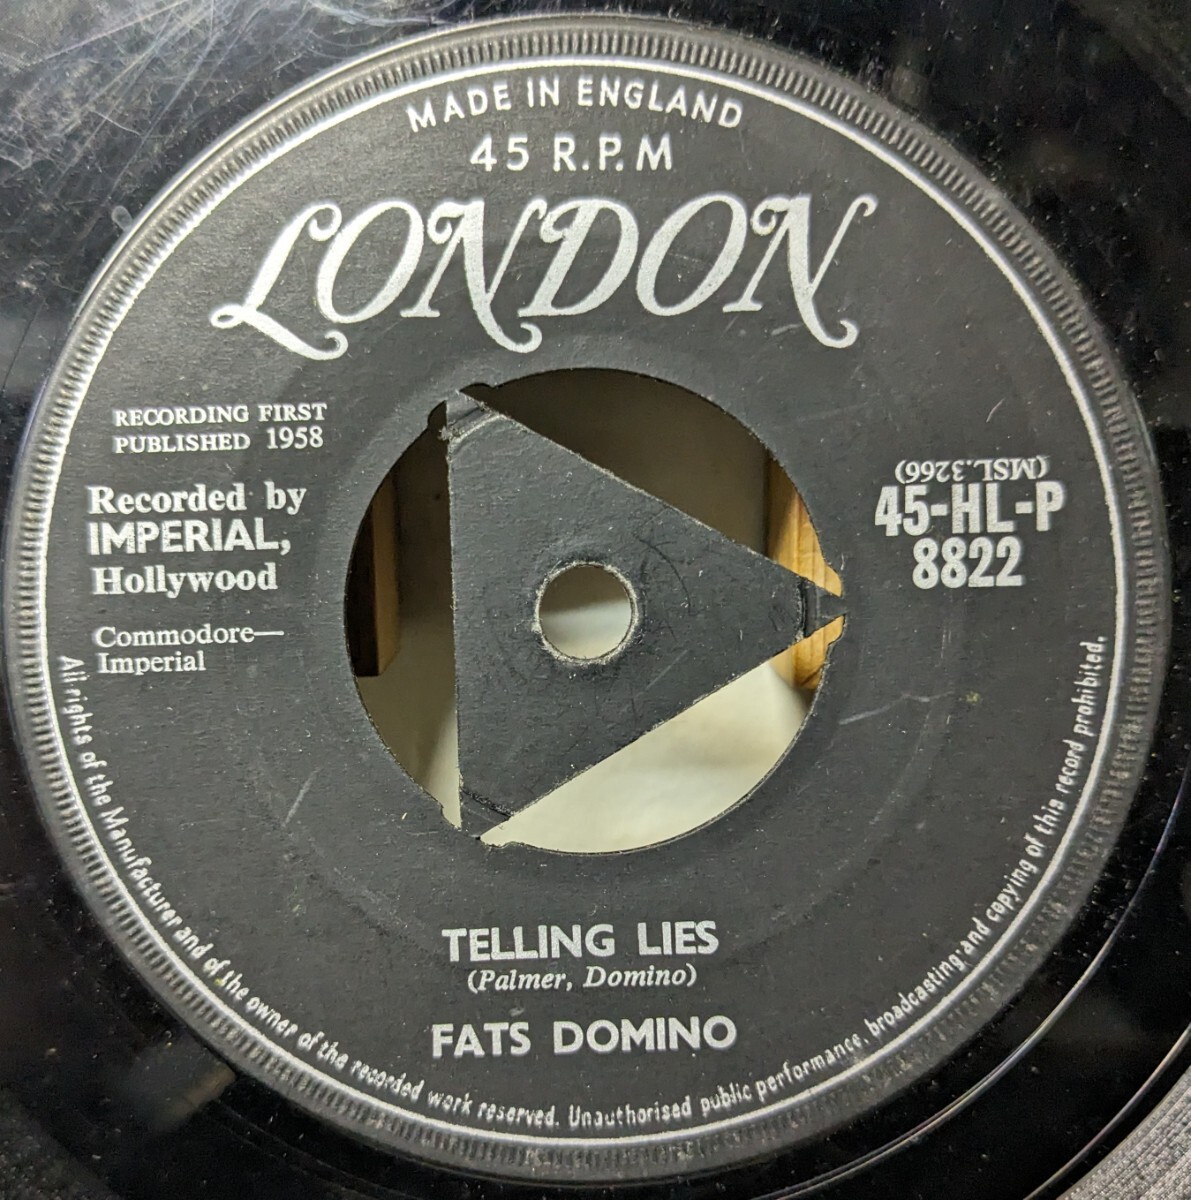 MADE IN ENGLAND
45 R.P.M
LONDON
RECORDING FIRST
PUBLISHED 1958
Recorded by
IMPERIAL,
Hollywood
Commodore—
Imperial
(MSL.3266)
45-HL-P
8822
TELLING LIES
(Palmer, Domino)
FATS DOMINO
All rights of the Manufacturer and of the owner of the recorded work reserved. Unauthorised public performance, broadcasting and copying of this record prohibited.